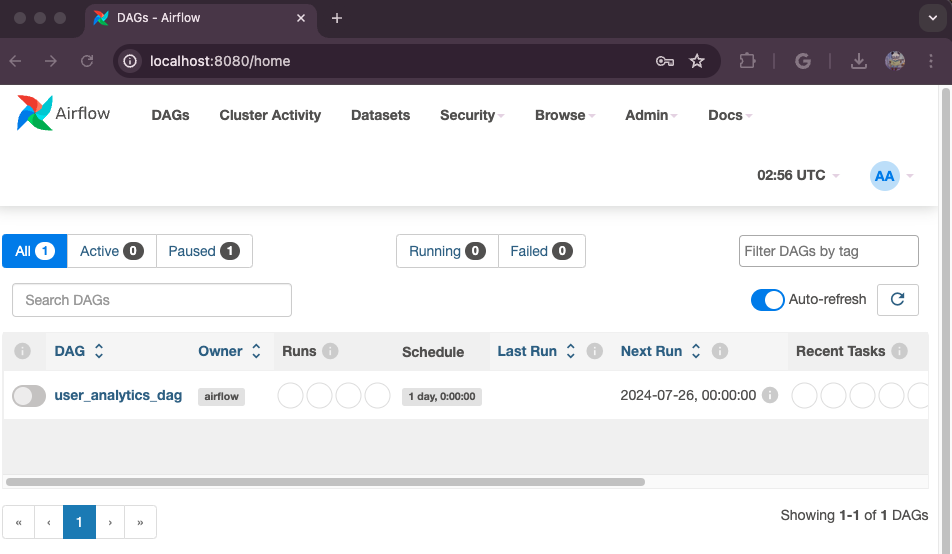 DAGs - Airflow
localhost:8080/home
Airflow DAGs Cluster Activity Datasets Security Browse Admin Docs
02:56 UTC AA
All 1 Active 0 Paused 1 Running 0 Failed 0 Filter DAGs by tag
Search DAGs Auto-refresh
DAG Owner Runs Schedule Last Run Next Run Recent Tasks
user_analytics_dag airflow 1 day, 0:00:00 2024-07-26, 00:00:00
« ‹ 1 › » Showing 1-1 of 1 DAGs